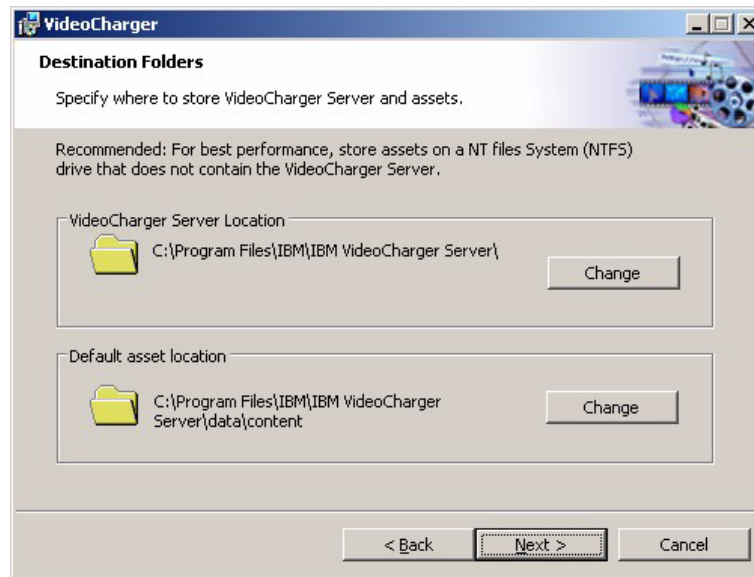 VideoCharger
Destination Folders
Specify where to store VideoCharger Server and assets.
Recommended: For best performance, store assets on a NT files System (NTFS)
drive that does not contain the VideoCharger Server.
VideoCharger Server Location
C:\Program Files\IBM\IBM VideoCharger Server\
Change
Default asset location
C:\Program Files\IBM\IBM VideoCharger
Server\data\content
Change
< Back
Next >
Cancel